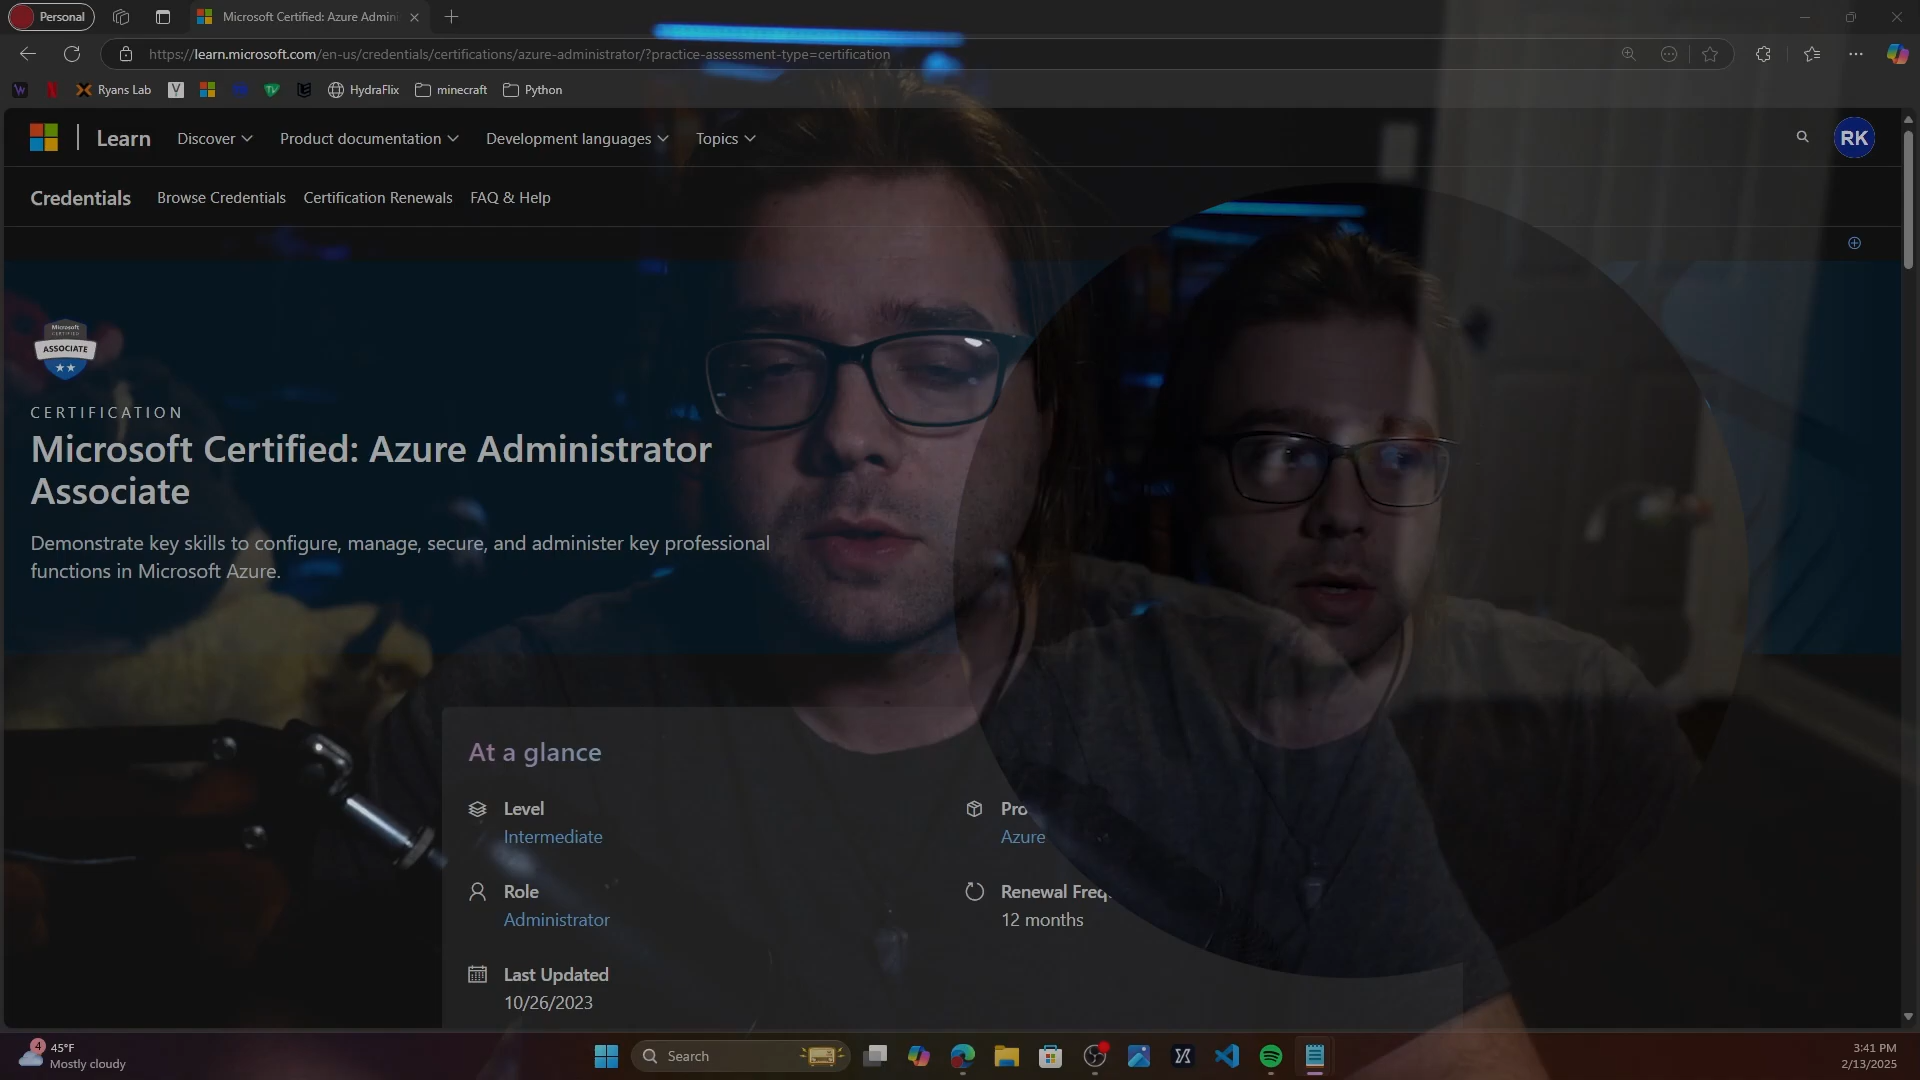 Personal
Microsoft Certified: Azure Admini
https://learn.microsoft.com/en-us/credentials/certifications/azure-administrator/?practice-assessment-type=certification
Ryans Lab
HydraFlix
minecraft
Python
Learn
Discover
Product documentation
Development languages
Topics
RK
Credentials
Browse Credentials
Certification Renewals
FAQ & Help
Microsoft
CERTIFIED
ASSOCIATE
CERTIFICATION
Microsoft Certified: Azure Administrator
Associate
Demonstrate key skills to configure, manage, secure, and administer key professional
functions in Microsoft Azure.
At a glance
Level
Intermediate
Pro
Azure
Role
Administrator
Renewal Freq
12 months
Last Updated
10/26/2023
4
45°F
Mostly cloudy
Search
3:41 PM
2/13/2025